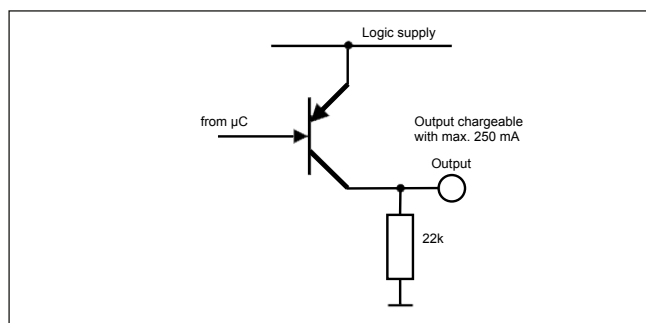 Logic supply
from µC
Output chargeable
with max. 250 mA
Output
22k